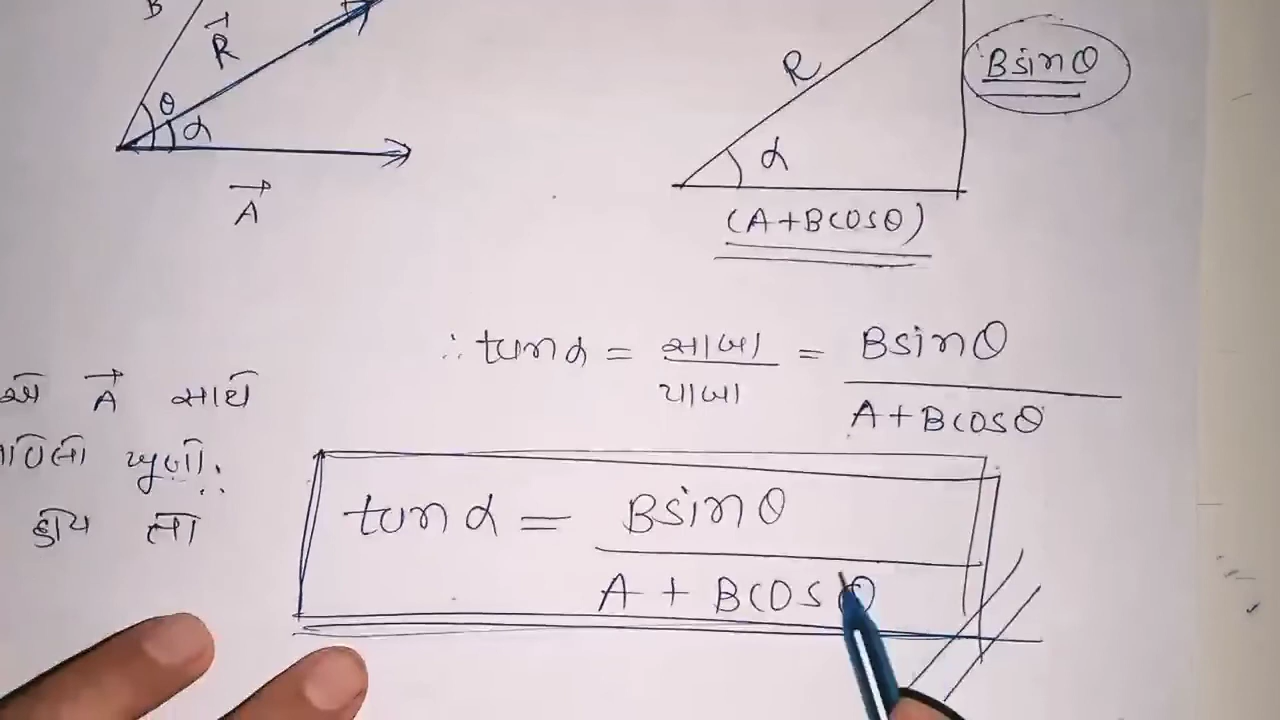 B
R⃗
θ
α
A⃗
R
α
Bsinθ
(A+Bcosθ)
∴ tanα = સાબા / પાબા = Bsinθ / A+Bcosθ
A⃗ સાથે
ખૂણો.
હોય તો
tanα = Bsinθ / A + Bcosθ